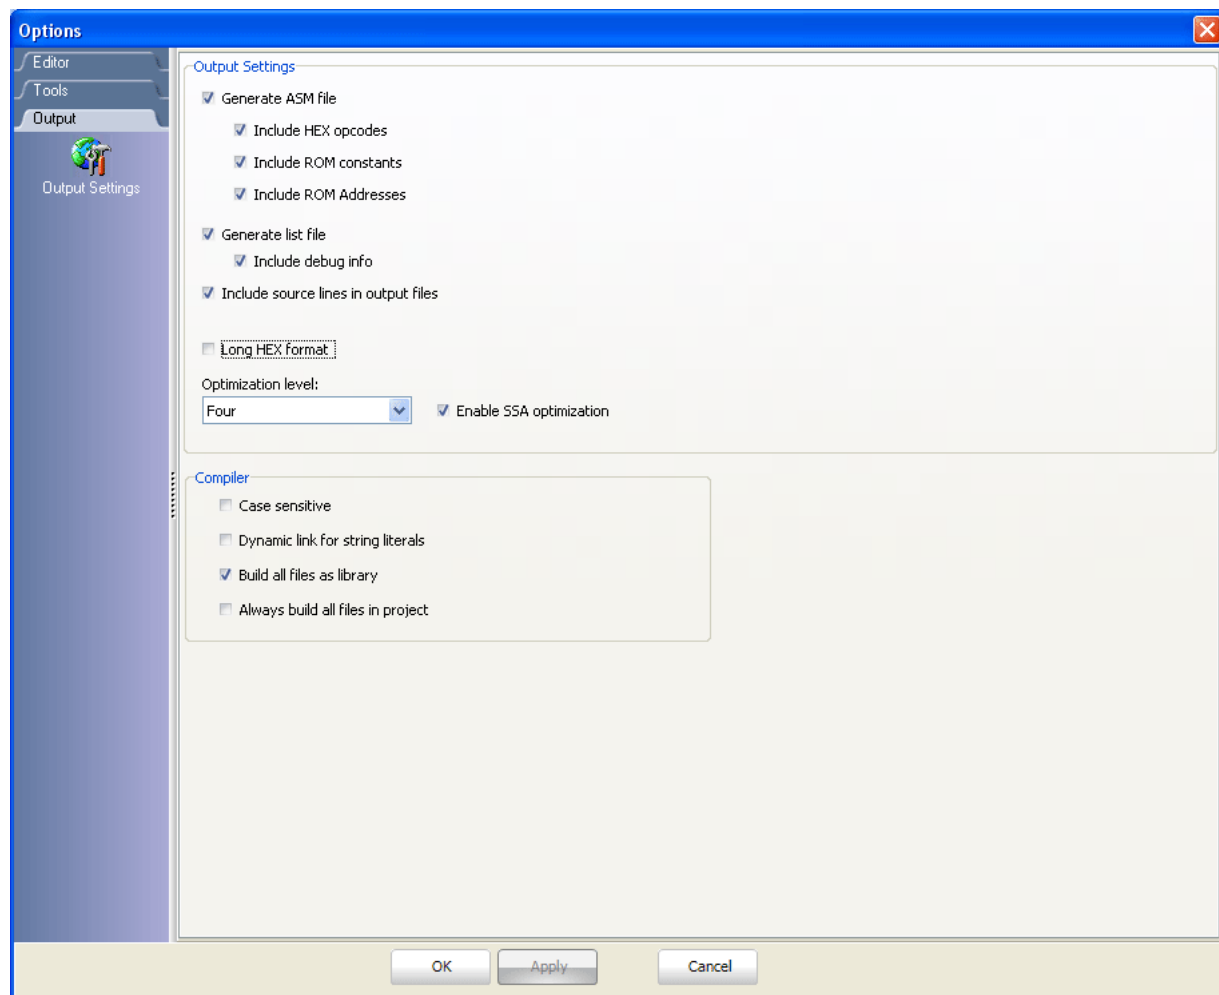 Options
Editor
Tools
Output
Output Settings
Output Settings
Generate ASM file
Include HEX opcodes
Include ROM constants
Include ROM Addresses
Generate list file
Include debug info
Include source lines in output files
Long HEX format
Optimization level:
Four
Enable SSA optimization
Compiler
Case sensitive
Dynamic link for string literals
Build all files as library
Always build all files in project
OK
Apply
Cancel